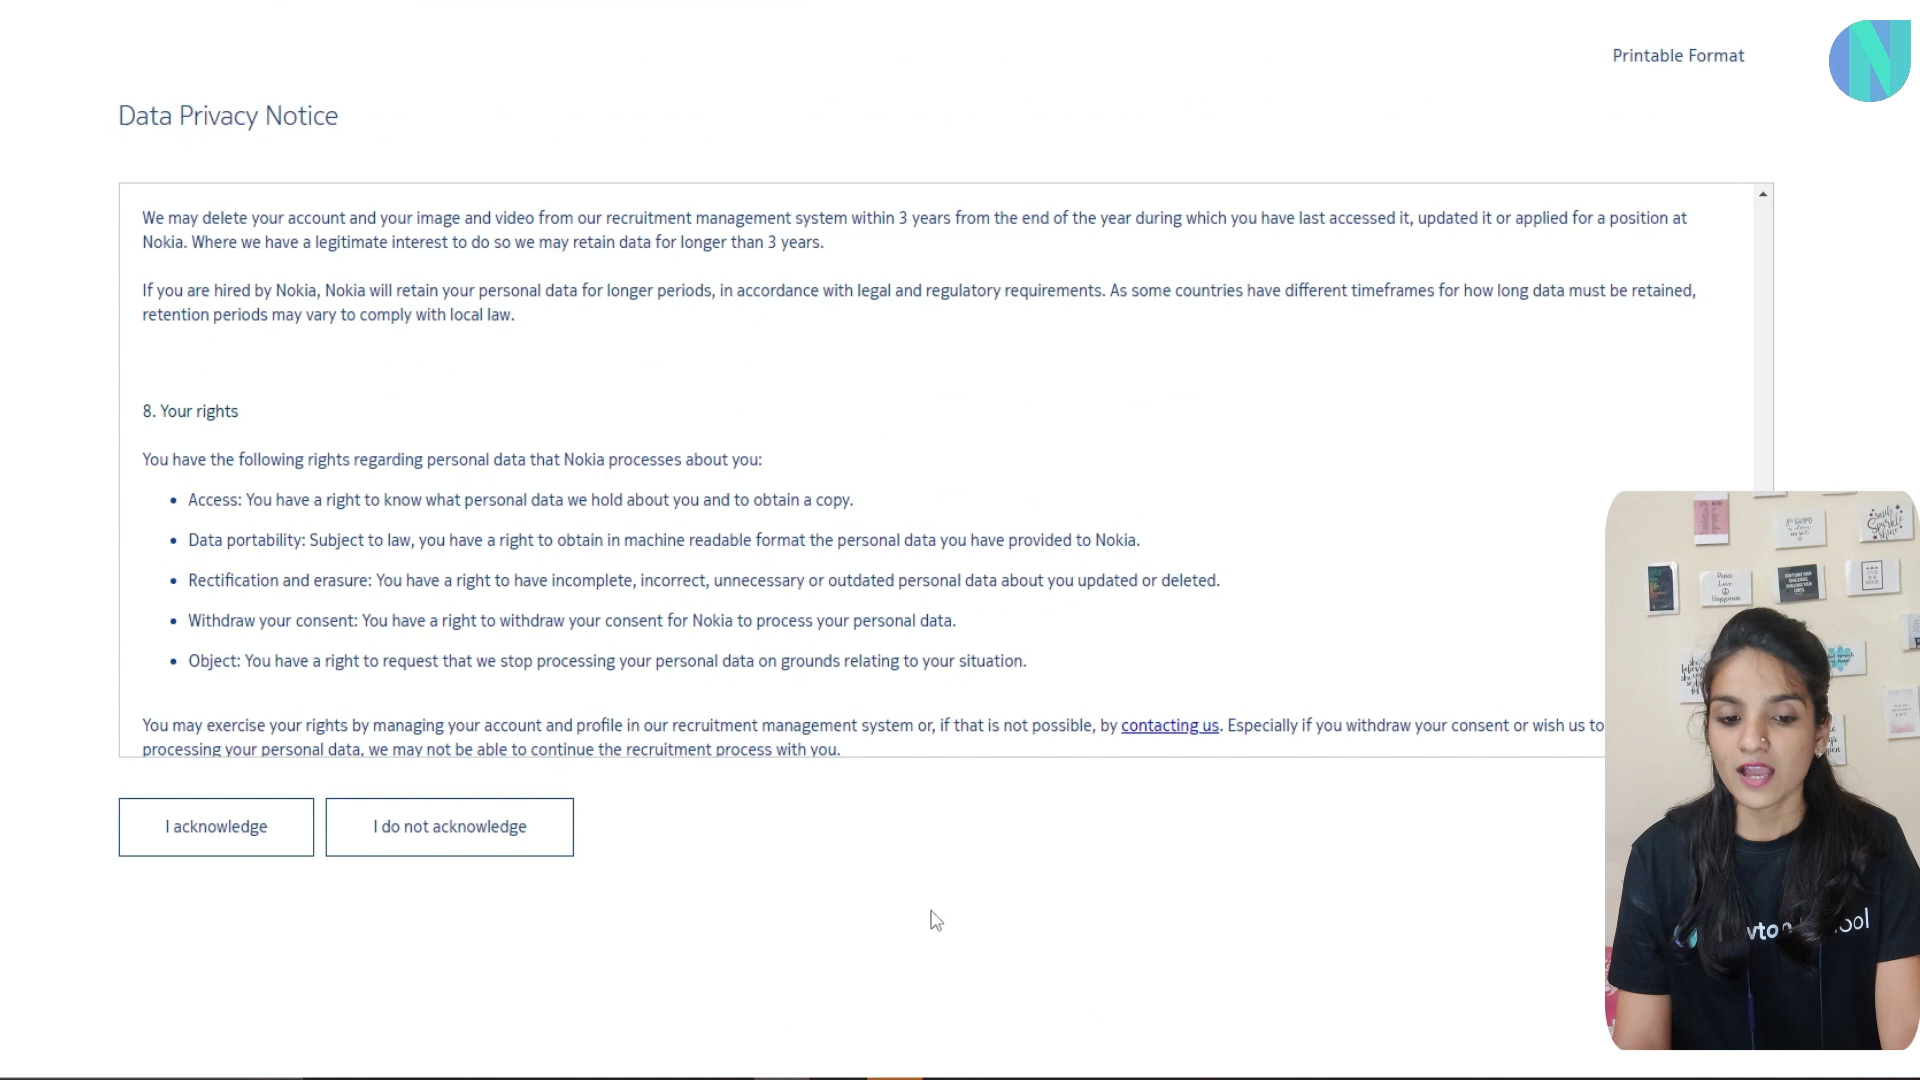 Printable Format
Data Privacy Notice
We may delete your account and your image and video from our recruitment management system within 3 years from the end of the year during which you have last accessed it, updated it or applied for a position at
Nokia. Where we have a legitimate interest to do so we may retain data for longer than 3 years.
If you are hired by Nokia, Nokia will retain your personal data for longer periods, in accordance with legal and regulatory requirements. As some countries have different timeframes for how long data must be retained,
retention periods may vary to comply with local law.
8. Your rights
You have the following rights regarding personal data that Nokia processes about you:
• Access: You have a right to know what personal data we hold about you and to obtain a copy.
• Data portability: Subject to law, you have a right to obtain in machine readable format the personal data you have provided to Nokia.
• Rectification and erasure: You have a right to have incomplete, incorrect, unnecessary or outdated personal data about you updated or deleted.
• Withdraw your consent: You have a right to withdraw your consent for Nokia to process your personal data.
• Object: You have a right to request that we stop processing your personal data on grounds relating to your situation.
You may exercise your rights by managing your account and profile in our recruitment management system or, if that is not possible, by contacting us. Especially if you withdraw your consent or wish us to
processing your personal data, we may not be able to continue the recruitment process with you.
I acknowledge
I do not acknowledge
smile
Sparkle
Shine
Peace
Love
Happiness